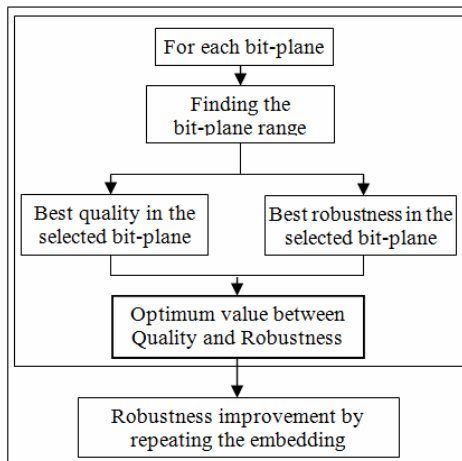 For each bit-plane
Finding the
bit-plane range
Best quality in the
selected bit-plane
Best robustness in the
selected bit-plane
Optimum value between
Quality and Robustness
Robustness improvement by
repeating the embedding